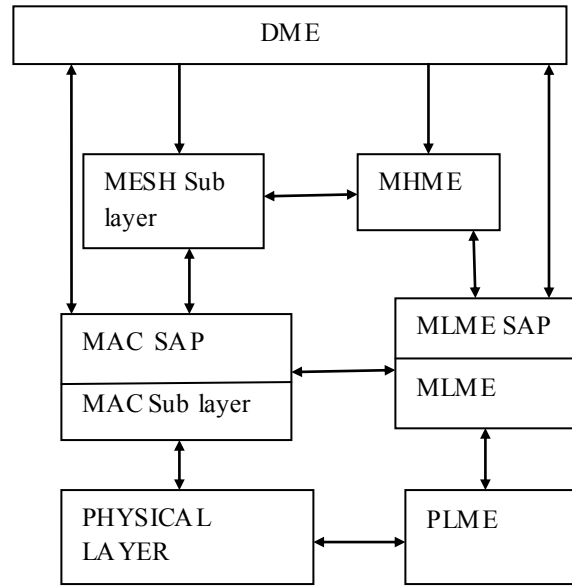 DME
MESH Sub
layer
MHME
MAC SAP
MLME SAP
MAC Sub layer
MLME
PHYSICAL
LAYER
PLME